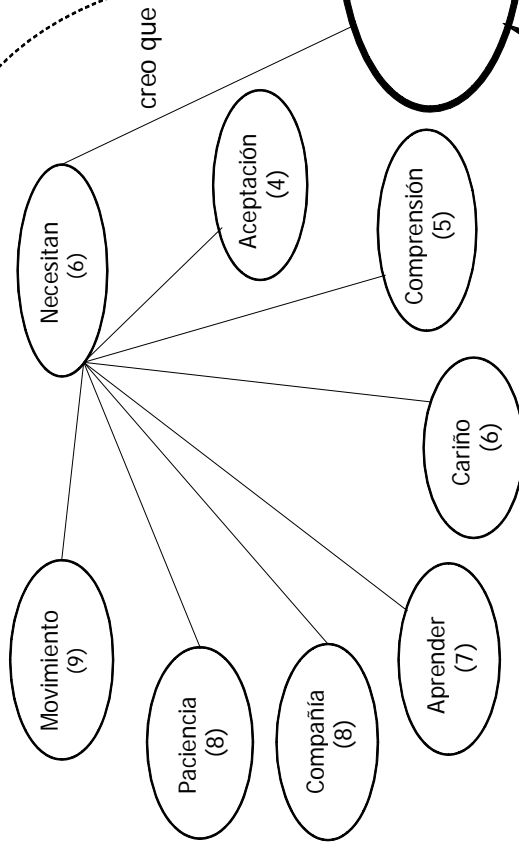 creo que
Necesitan
(6)
Aceptación
(4)
Comprensión
(5)
Cariño
(6)
Aprender
(7)
Compañía
(8)
Paciencia
(8)
Movimiento
(9)